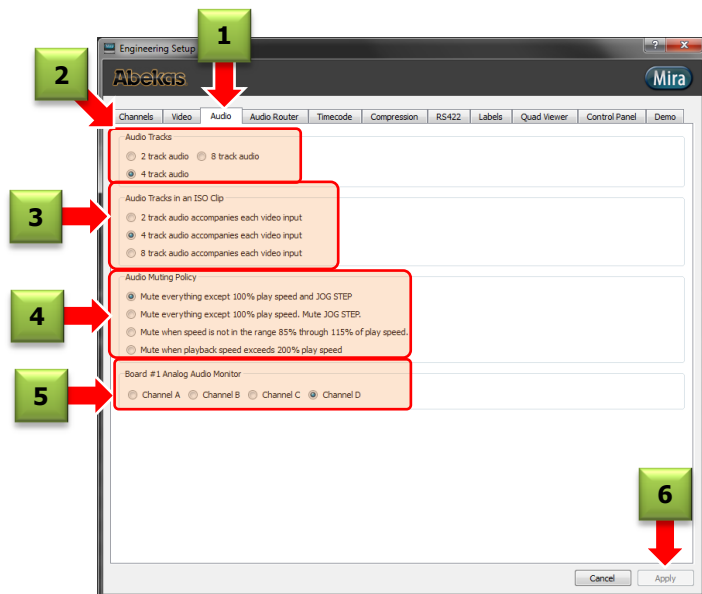 1
Engineering Setup
?
X
2
Abekas
Mira
Channels Video Audio Audio Router Timecode Compression RS422 Labels Quad Viewer Control Panel Demo
Audio Tracks
2 track audio 8 track audio
4 track audio
Audio Tracks in an ISO Clip
3
2 track audio accompanies each video input
4 track audio accompanies each video input
8 track audio accompanies each video input
Audio Muting Policy
4
Mute everything except 100% play speed and JOG STEP
Mute everything except 100% play speed. Mute JOG STEP.
Mute when speed is not in the range 85% through 115% of play speed.
Mute when playback speed exceeds 200% play speed
Board #1 Analog Audio Monitor
5
Channel A Channel B Channel C Channel D
6
Cancel Apply